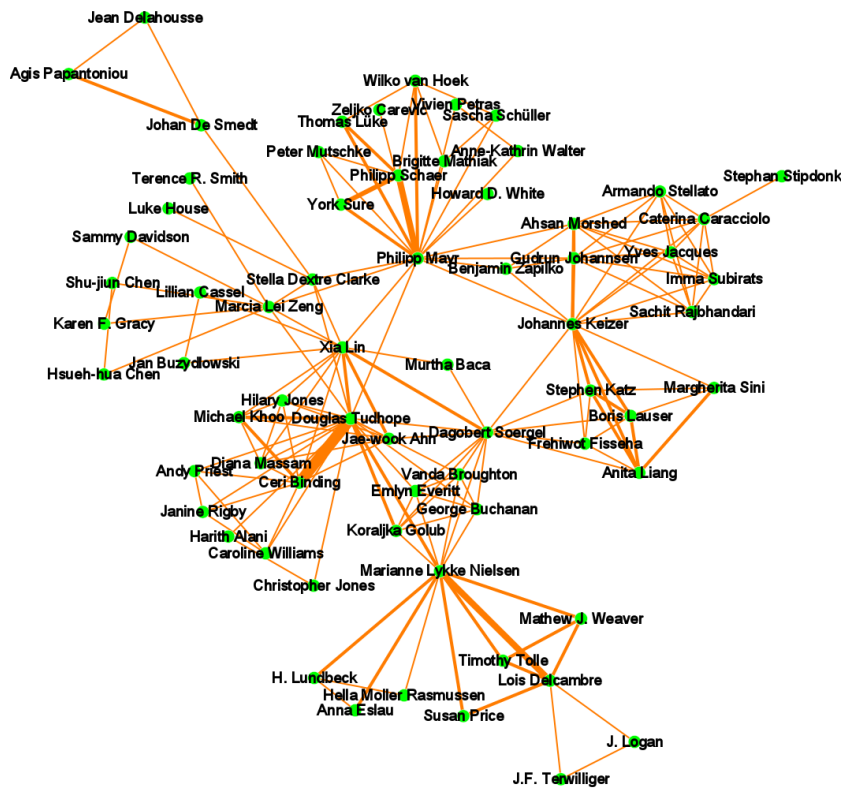 Jean Delahousse
Agis Papantoniou
Wilko van Hoek
Zeljko Carevic
Vivien Petras
Thomas Lüke
Sascha Schüller
Johan De Smedt
Peter Mutschke
Anne-Kathrin Walter
Brigitte Mathiak
Philipp Schaer
Terence R. Smith
Stephan Stipdonk
Armando Stellato
Howard D. White
York Sure
Luke House
Ahsan Morshed
Caterina Caracciolo
Sammy Davidson
Yves Jacques
Philipp Mayr
Gudrun Johannsen
Benjamin Zapilko
Stella Dextre Clarke
Imma Subirats
Shu-jiun Chen
Lillian Cassel
Marcia Lei Zeng
Sachit Rajbhandari
Karen F. Gracy
Johannes Keizer
Xia Lin
Jan Buzydlowski
Murtha Baca
Hsueh-hua Chen
Stephen Katz
Margherita Sini
Hilary Jones
Michael Khoo
Douglas Tudhope
Boris Lauser
Jae-wook Ahn
Dagobert Soergel
Frehiwot Fisseha
Diana Massam
Andy Priest
Vanda Broughton
Anita Liang
Ceri Binding
Emlyn Everitt
Janine Rigby
George Buchanan
Koraljka Golub
Harith Alani
Caroline Williams
Marianne Lykke Nielsen
Christopher Jones
Mathew J. Weaver
Timothy Tolle
H. Lundbeck
Lois Delcambre
Hella Moller Rasmussen
Anna Eslau
Susan Price
J. Logan
J.F. Terwilliger